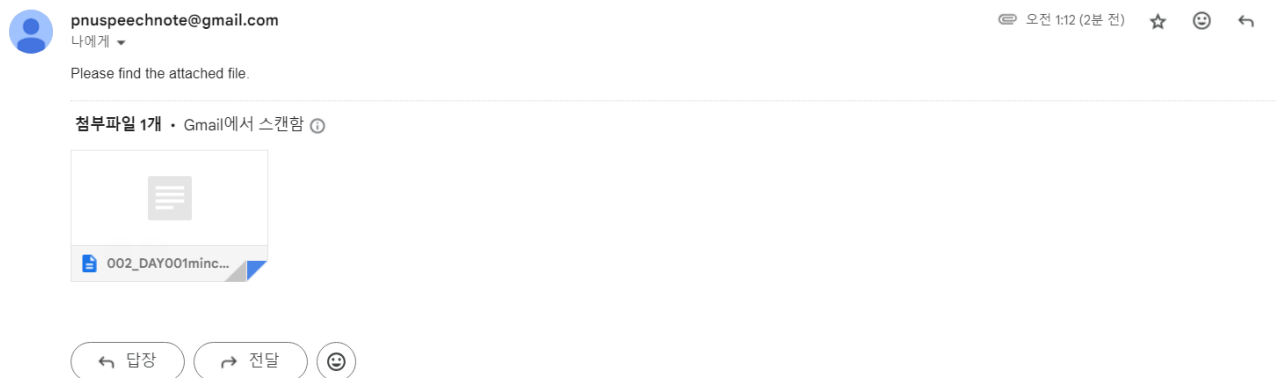 pnuspeechnote@gmail.com
오전 1:12 (2분 전)
나에게
Please find the attached file.
첨부파일 1개 • Gmail에서 스캔함
002_DAY001minc...
답장
전달